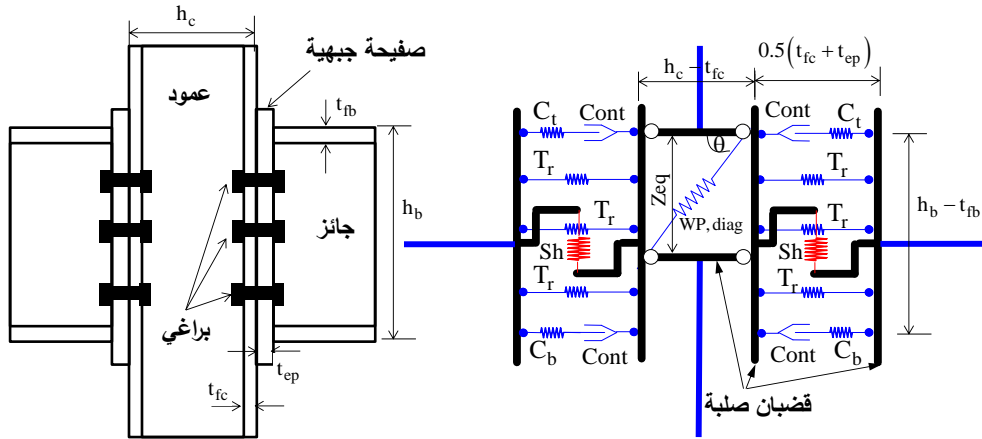 h_c
صفيحة جبهية
عمود
t_fb
h_b
جائز
براغي
t_ep
t_fc
h_c − t_fc
0.5(t_fc + t_ep)
C_t
Cont
Cont
C_t
θ
T_r
T_r
Zeq
T_r
T_r
h_b − t_fb
WP, diag
Sh
Sh
T_r
T_r
C_b
Cont
Cont
C_b
قضبان صلبة